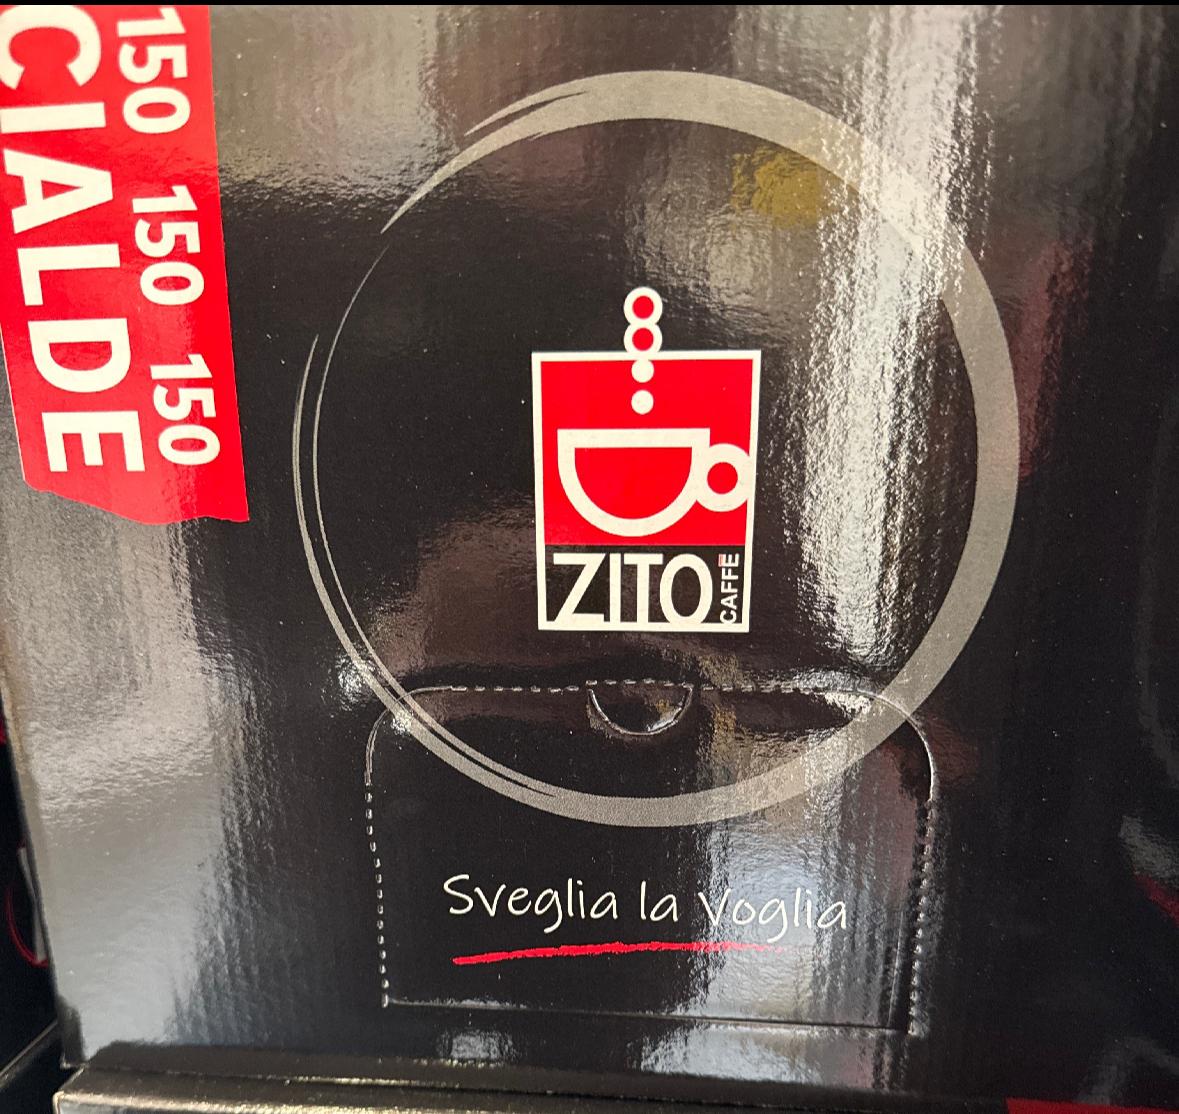 150 150 150
CIALDE
ZITO
CAFFÈ
Sveglia la Voglia